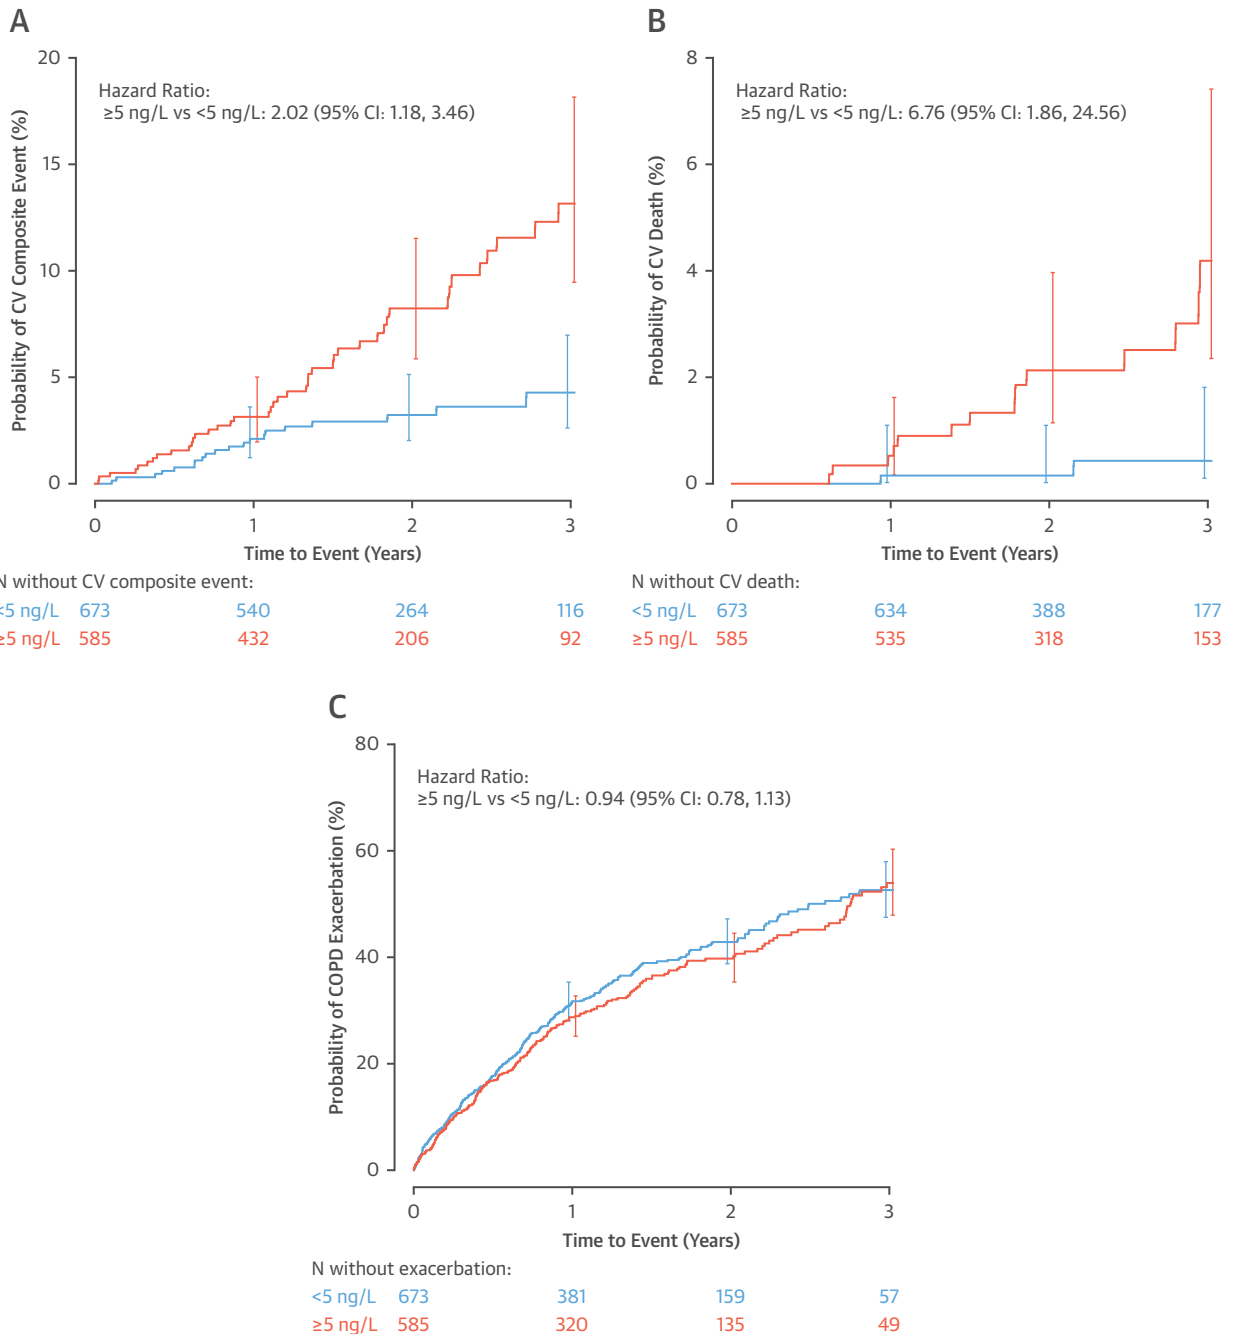 A
Hazard Ratio:
≥5 ng/L vs <5 ng/L: 2.02 (95% CI: 1.18, 3.46)
Probability of CV Composite Event (%)
20
15
10
5
0
0 1 2 3
Time to Event (Years)
N without CV composite event:
<5 ng/L 673 540 264 116
≥5 ng/L 585 432 206 92
B
Hazard Ratio:
≥5 ng/L vs <5 ng/L: 6.76 (95% CI: 1.86, 24.56)
Probability of CV Death (%)
8
6
4
2
0
0 1 2 3
Time to Event (Years)
N without CV death:
<5 ng/L 673 634 388 177
≥5 ng/L 585 535 318 153
C
Hazard Ratio:
≥5 ng/L vs <5 ng/L: 0.94 (95% CI: 0.78, 1.13)
Probability of COPD Exacerbation (%)
80
60
40
20
0
0 1 2 3
Time to Event (Years)
N without exacerbation:
<5 ng/L 673 381 159 57
≥5 ng/L 585 320 135 49